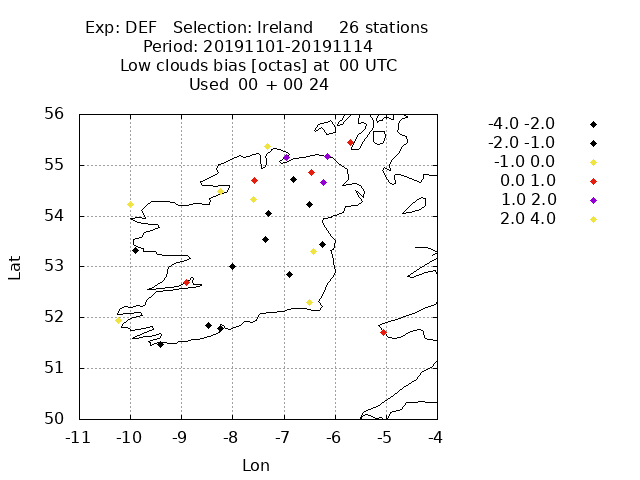 Exp: DEF   Selection: Ireland     26 stations
Period: 20191101-20191114
Low clouds bias [octas] at  00 UTC
Used  00 + 00 24
56
55
54
53
52
51
50
-11 -10 -9 -8 -7 -6 -5 -4
Lat
Lon
-4.0 -2.0
-2.0 -1.0
-1.0 0.0
0.0 1.0
1.0 2.0
2.0 4.0